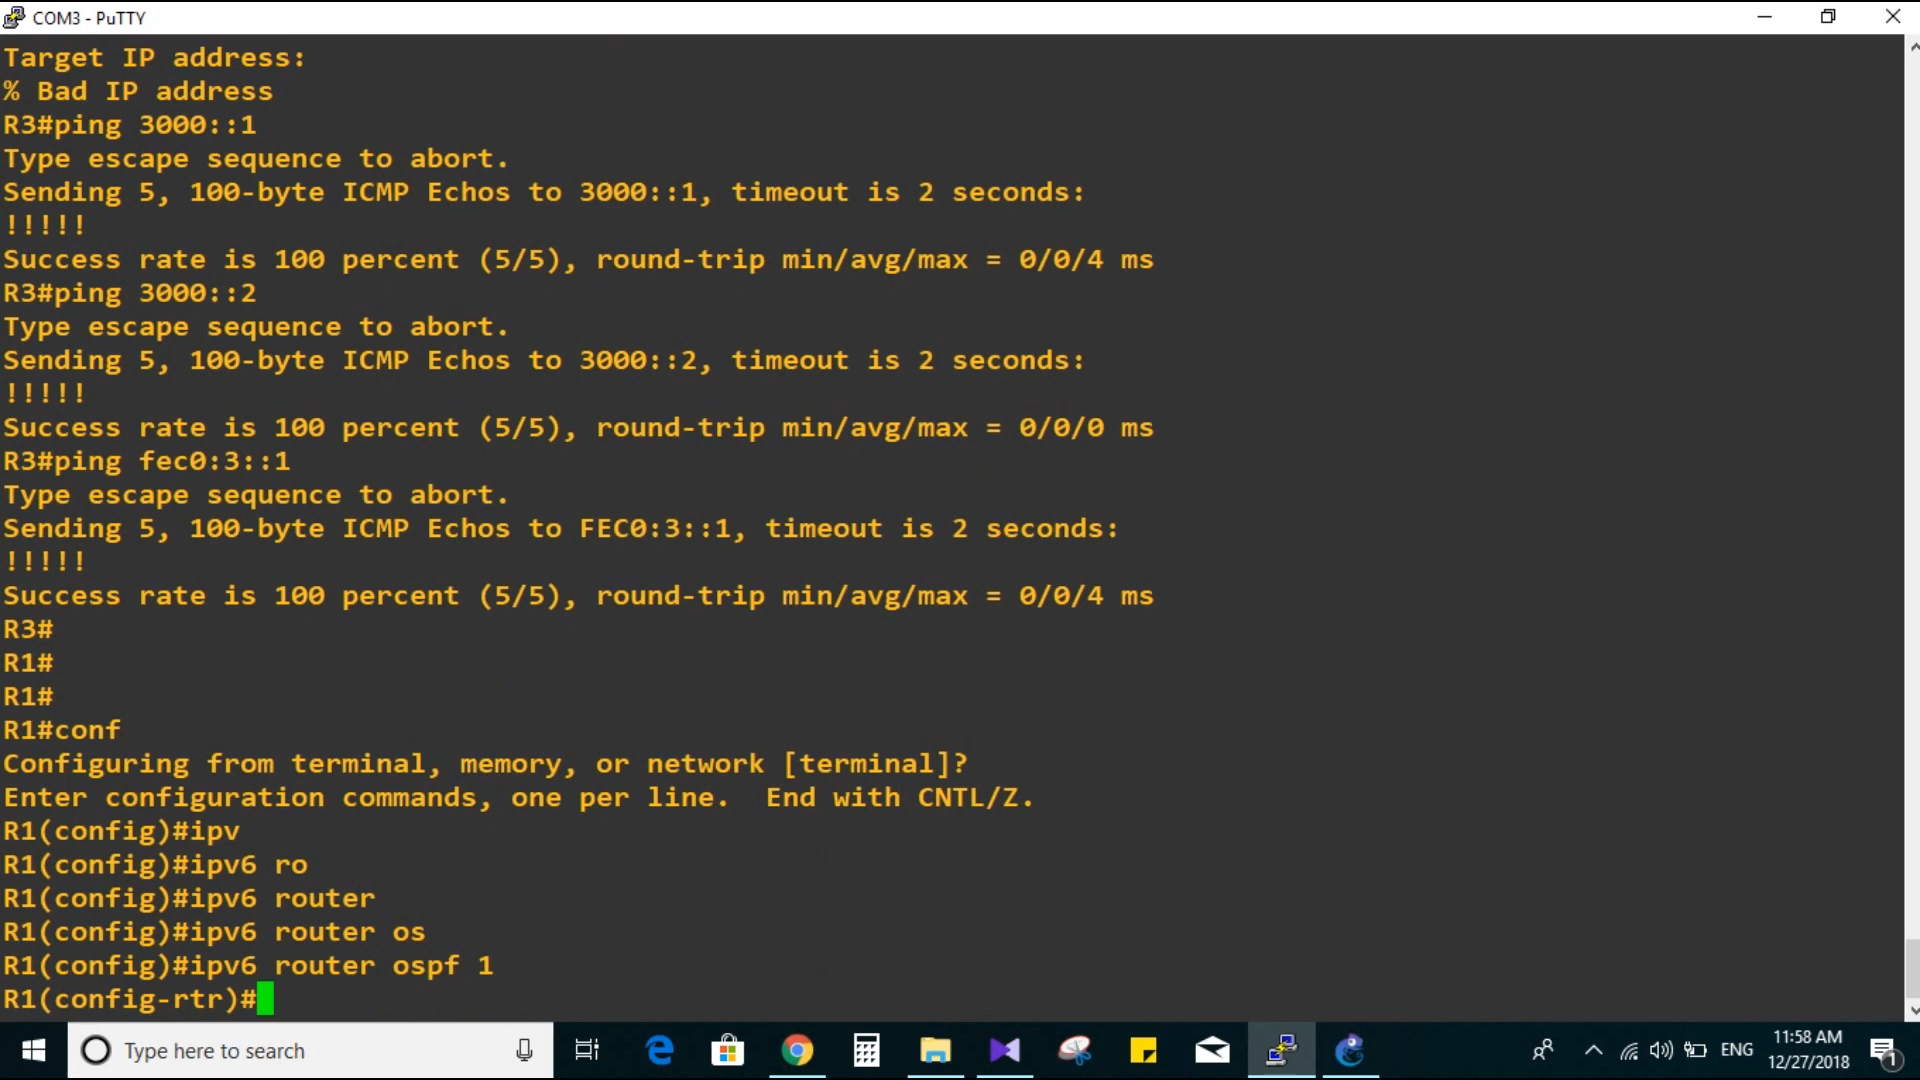 COM3 - PuTTY
Target IP address:
% Bad IP address
R3#ping 3000::1
Type escape sequence to abort.
Sending 5, 100-byte ICMP Echos to 3000::1, timeout is 2 seconds:
!!!!!
Success rate is 100 percent (5/5), round-trip min/avg/max = 0/0/4 ms
R3#ping 3000::2
Type escape sequence to abort.
Sending 5, 100-byte ICMP Echos to 3000::2, timeout is 2 seconds:
!!!!!
Success rate is 100 percent (5/5), round-trip min/avg/max = 0/0/0 ms
R3#ping fec0:3::1
Type escape sequence to abort.
Sending 5, 100-byte ICMP Echos to FEC0:3::1, timeout is 2 seconds:
!!!!!
Success rate is 100 percent (5/5), round-trip min/avg/max = 0/0/4 ms
R3#
R1#
R1#
R1#conf
Configuring from terminal, memory, or network [terminal]?
Enter configuration commands, one per line.  End with CNTL/Z.
R1(config)#ipv
R1(config)#ipv6 ro
R1(config)#ipv6 router
R1(config)#ipv6 router os
R1(config)#ipv6 router ospf 1
R1(config-rtr)#
Type here to search
ENG
11:58 AM
12/27/2018
1